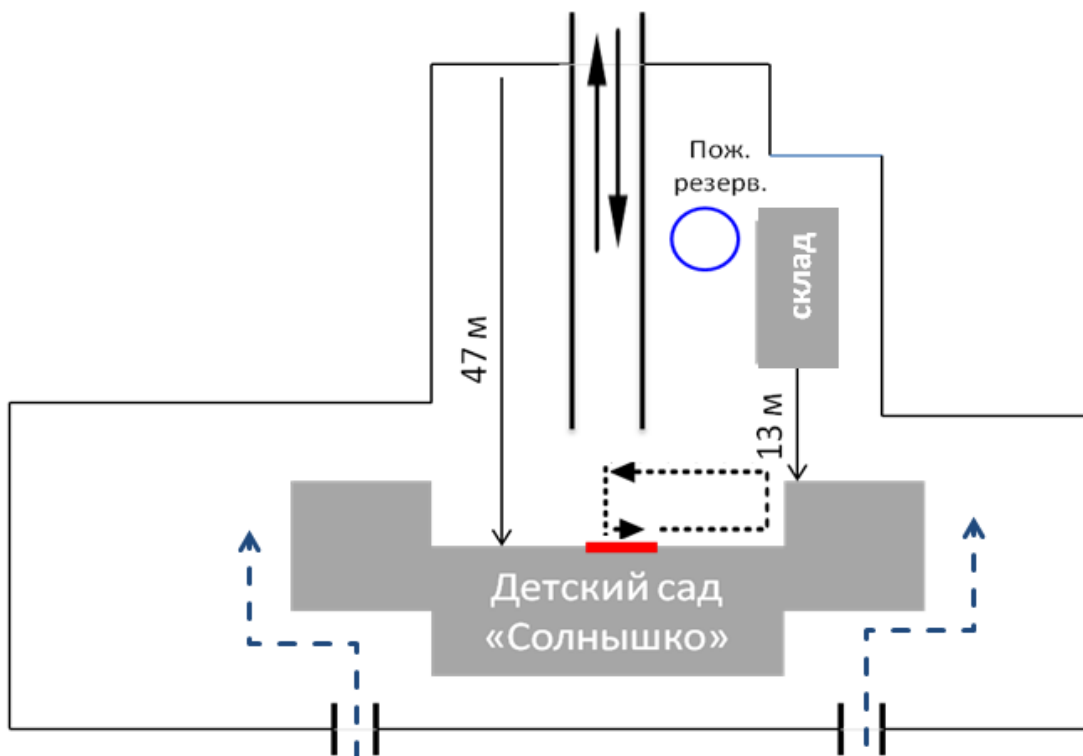 Пож.
резерв.
склад
47 м
13 м
Детский сад
«Солнышко»